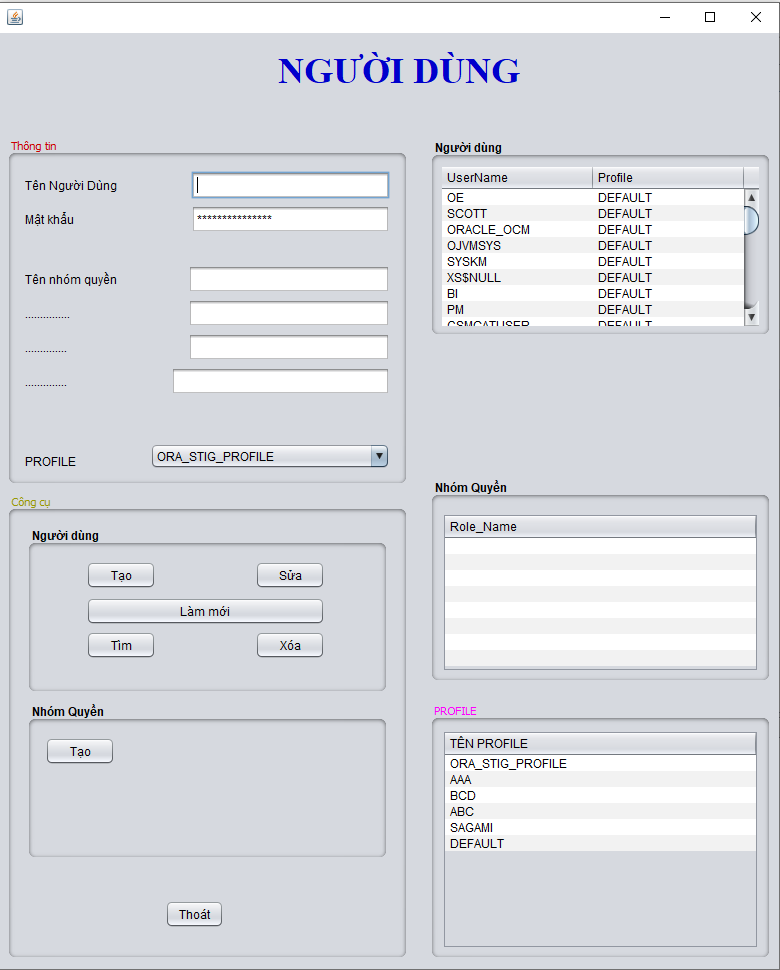 NGƯỜI DÙNG
Thông tin
Tên Người Dùng
Mật khẩu
***************
Tên nhóm quyền
...............
..............
..............
PROFILE
ORA_STIG_PROFILE
Công cụ
Người dùng
Tạo
Sửa
Làm mới
Tìm
Xóa
Nhóm Quyền
Tạo
Thoát
Người dùng
UserName Profile
OE DEFAULT
SCOTT DEFAULT
ORACLE_OCM DEFAULT
OJVMSYS DEFAULT
SYSKM DEFAULT
XS$NULL DEFAULT
BI DEFAULT
PM DEFAULT
GSMCATUSER DEFAULT
Nhóm Quyền
Role_Name
PROFILE
TÊN PROFILE
ORA_STIG_PROFILE
AAA
BCD
ABC
SAGAMI
DEFAULT